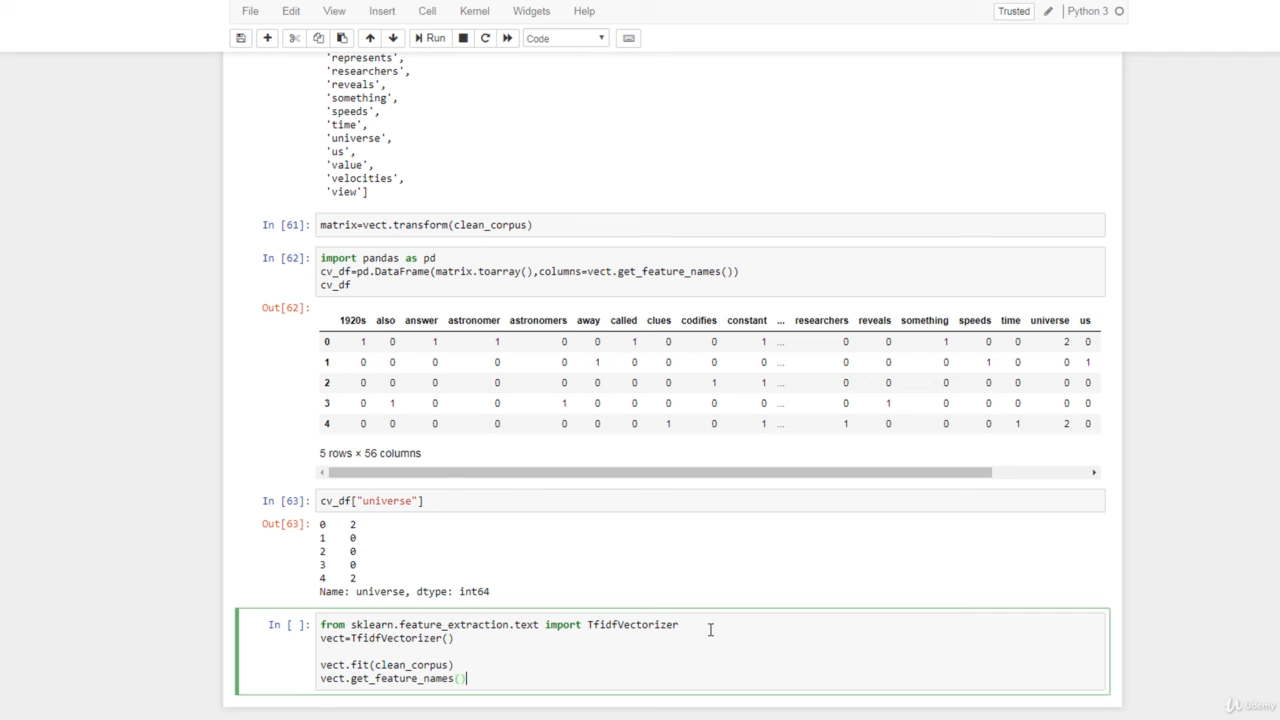 File Edit View Insert Cell Kernel Widgets Help Trusted Python 3
Run Code
'represents',
'researchers',
'reveals',
'something',
'speeds',
'time',
'universe',
'us',
'value',
'velocities',
'view']
In [61]: matrix=vect.transform(clean_corpus)
In [62]: import pandas as pd
cv_df=pd.DataFrame(matrix.toarray(),columns=vect.get_feature_names())
cv_df
Out[62]:
1920s also answer astronomer astronomers away called clues codifies constant ... researchers reveals something speeds time universe us
0 1 0 1 1 0 0 1 0 0 1 ... 0 0 1 0 0 2 0
1 0 0 0 0 0 1 0 0 0 0 ... 0 0 0 1 0 0 1
2 0 0 0 0 0 0 0 0 1 1 ... 0 0 0 0 0 0 0
3 0 1 0 0 1 0 0 0 0 0 ... 0 1 0 0 0 0 0
4 0 0 0 0 0 0 0 1 0 1 ... 1 0 0 0 1 2 0
5 rows × 56 columns
In [63]: cv_df["universe"]
Out[63]: 0 2
1 0
2 0
3 0
4 2
Name: universe, dtype: int64
In [ ]: from sklearn.feature_extraction.text import TfidfVectorizer
vect=TfidfVectorizer()
vect.fit(clean_corpus)
vect.get_feature_names()
Udemy